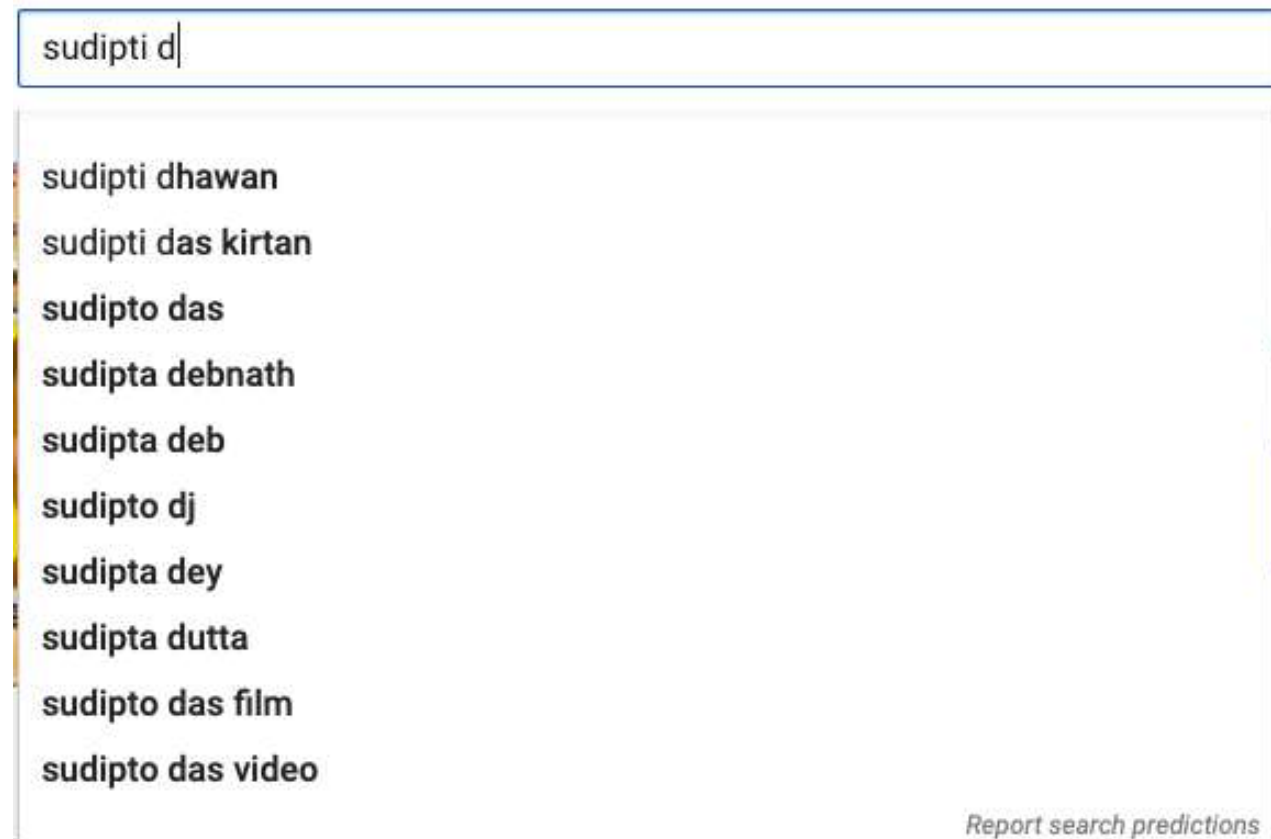 sudipti d
sudipti dhawan
sudipti das kirtan
sudipto das
sudipta debnath
sudipta deb
sudipto dj
sudipta dey
sudipta dutta
sudipto das film
sudipto das video
Report search predictions